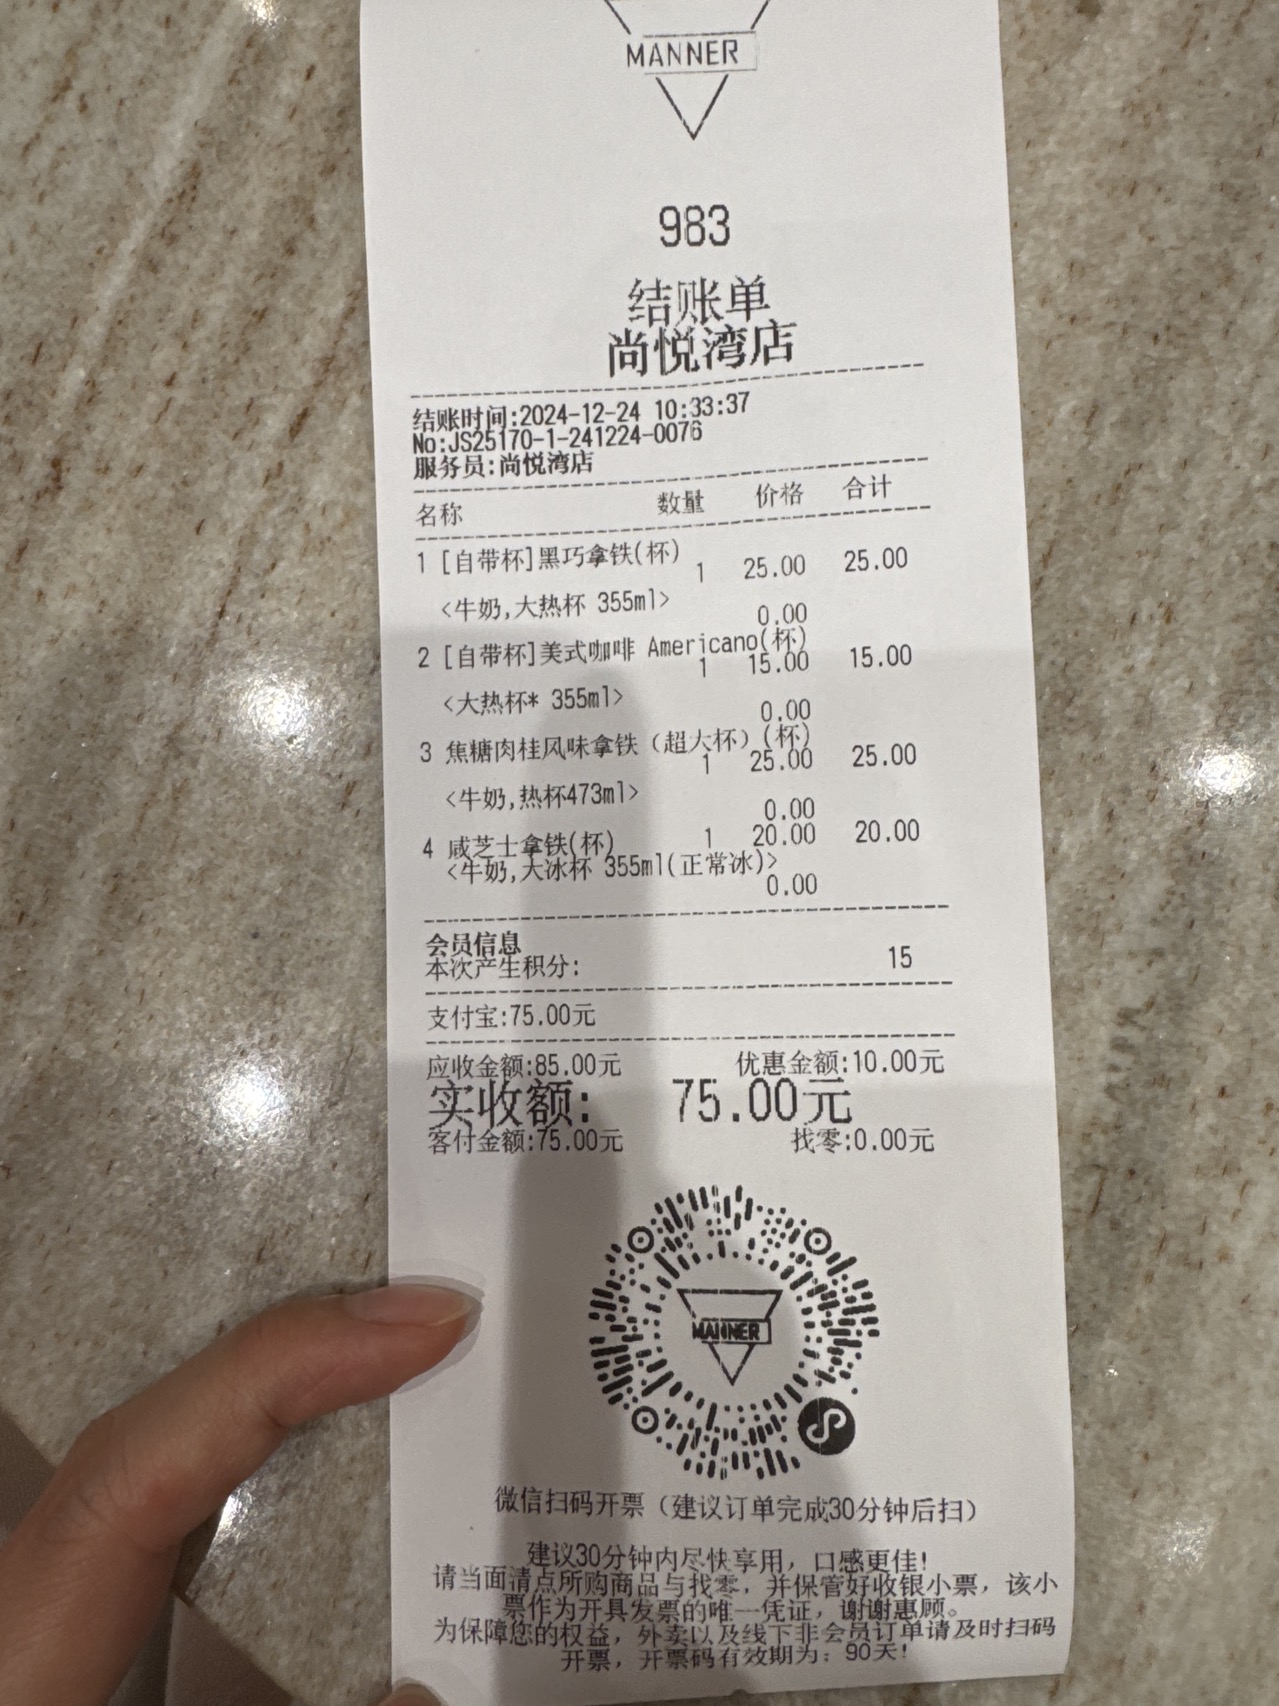 MANNER
983
结账单
尚悦湾店
结账时间:2024-12-24 10:33:37
No:JS25170-1-241224-0076
服务员:尚悦湾店
名称 数量 价格 合计
1 [自带杯]黑巧拿铁(杯) 1 25.00 25.00
<牛奶,大热杯 355ml> 0.00
2 [自带杯]美式咖啡 Americano(杯)
1 15.00 15.00
<大热杯* 355ml> 0.00
3 焦糖肉桂风味拿铁（超大杯）(杯)
1 25.00 25.00
<牛奶,热杯473ml> 0.00
4 咸芝士拿铁(杯) 1 20.00 20.00
<牛奶,大冰杯 355ml(正常冰)>
0.00
会员信息
本次产生积分: 15
支付宝:75.00元
应收金额:85.00元 优惠金额:10.00元
实收额: 75.00元
客付金额:75.00元 找零:0.00元
MANNER
微信扫码开票（建议订单完成30分钟后扫）
建议30分钟内尽快享用，口感更佳!
请当面清点所购商品与找零，并保管好收银小票，该小
票作为开具发票的唯一凭证，谢谢惠顾。
为保障您的权益，外卖以及线下非会员订单请及时扫码
开票，开票码有效期为：90天!